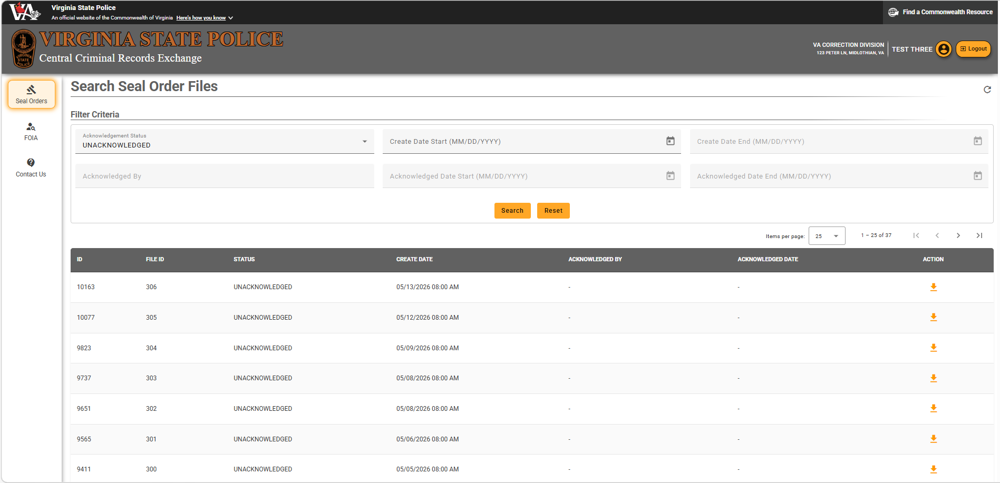 Virginia State Police
An official website of the Commonwealth of Virginia Here's how you know
Find a Commonwealth Resource
VIRGINIA STATE POLICE
Central Criminal Records Exchange
VIRGINIA
STATE
POLICE
VA CORRECTION DIVISION
123 PETER LN, MIDLOTHIAN, VA
TEST THREE
Logout
Seal Orders
FOIA
Contact Us
Search Seal Order Files
Filter Criteria
Acknowledgement Status
UNACKNOWLEDGED
Create Date Start (MM/DD/YYYY)
Create Date End (MM/DD/YYYY)
Acknowledged By
Acknowledged Date Start (MM/DD/YYYY)
Acknowledged Date End (MM/DD/YYYY)
Search Reset
Items per page: 25 1 – 25 of 37
ID FILE ID STATUS CREATE DATE ACKNOWLEDGED BY ACKNOWLEDGED DATE ACTION
10163 306 UNACKNOWLEDGED 05/13/2026 08:00 AM - -
10077 305 UNACKNOWLEDGED 05/12/2026 08:00 AM - -
9823 304 UNACKNOWLEDGED 05/09/2026 08:00 AM - -
9737 303 UNACKNOWLEDGED 05/08/2026 08:00 AM - -
9651 302 UNACKNOWLEDGED 05/08/2026 08:00 AM - -
9565 301 UNACKNOWLEDGED 05/06/2026 08:00 AM - -
9411 300 UNACKNOWLEDGED 05/05/2026 08:00 AM - -